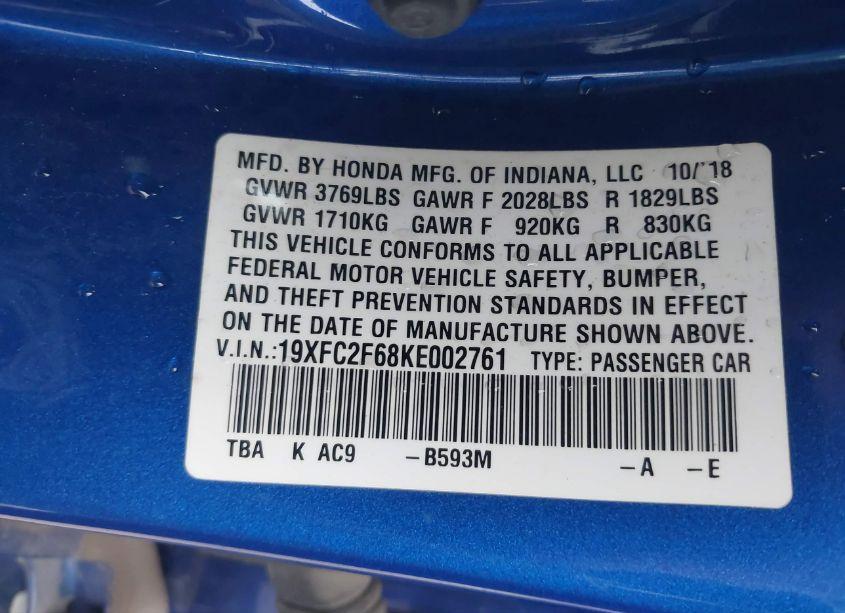 MFD. BY HONDA MFG. OF INDIANA, LLC 10/'18
GVWR 3769LBS GAWR F 2028LBS R 1829LBS
GVWR 1710KG GAWR F 920KG R 830KG
THIS VEHICLE CONFORMS TO ALL APPLICABLE
FEDERAL MOTOR VEHICLE SAFETY, BUMPER,
AND THEFT PREVENTION STANDARDS IN EFFECT
ON THE DATE OF MANUFACTURE SHOWN ABOVE.
V.I.N.:19XFC2F68KE002761 TYPE: PASSENGER CAR
TBA K AC9 -B593M -A -E